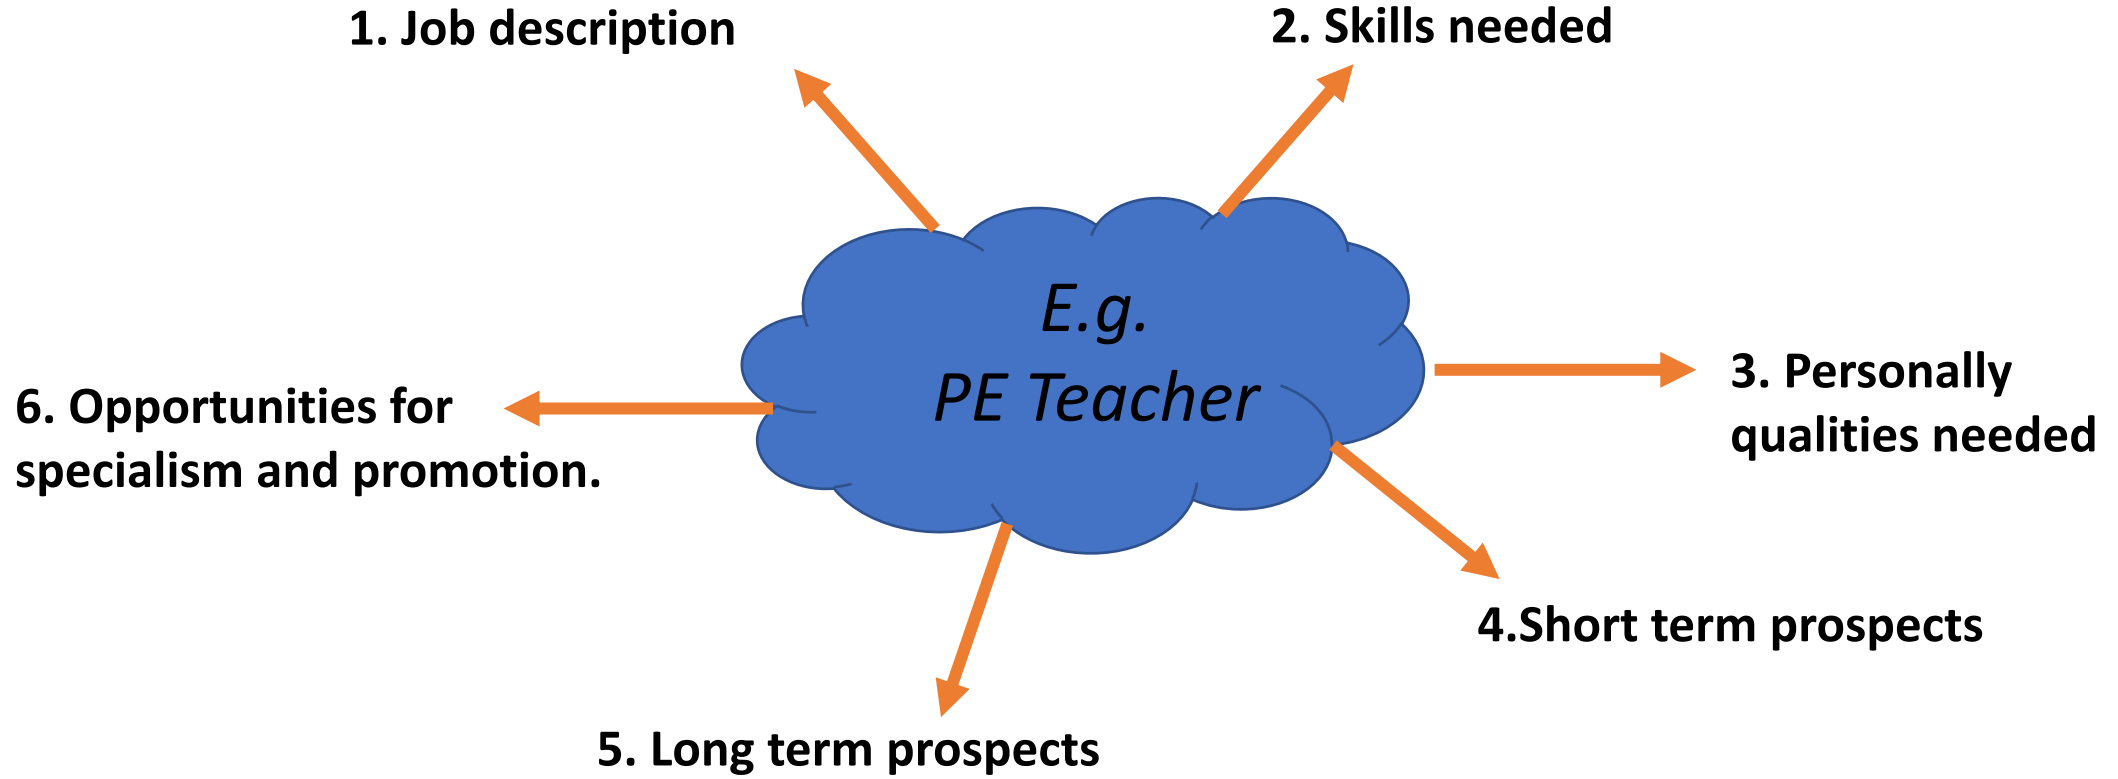 1. Job description
2. Skills needed
E.g.
PE Teacher
3. Personally
qualities needed
4.Short term prospects
5. Long term prospects
6. Opportunities for
specialism and promotion.